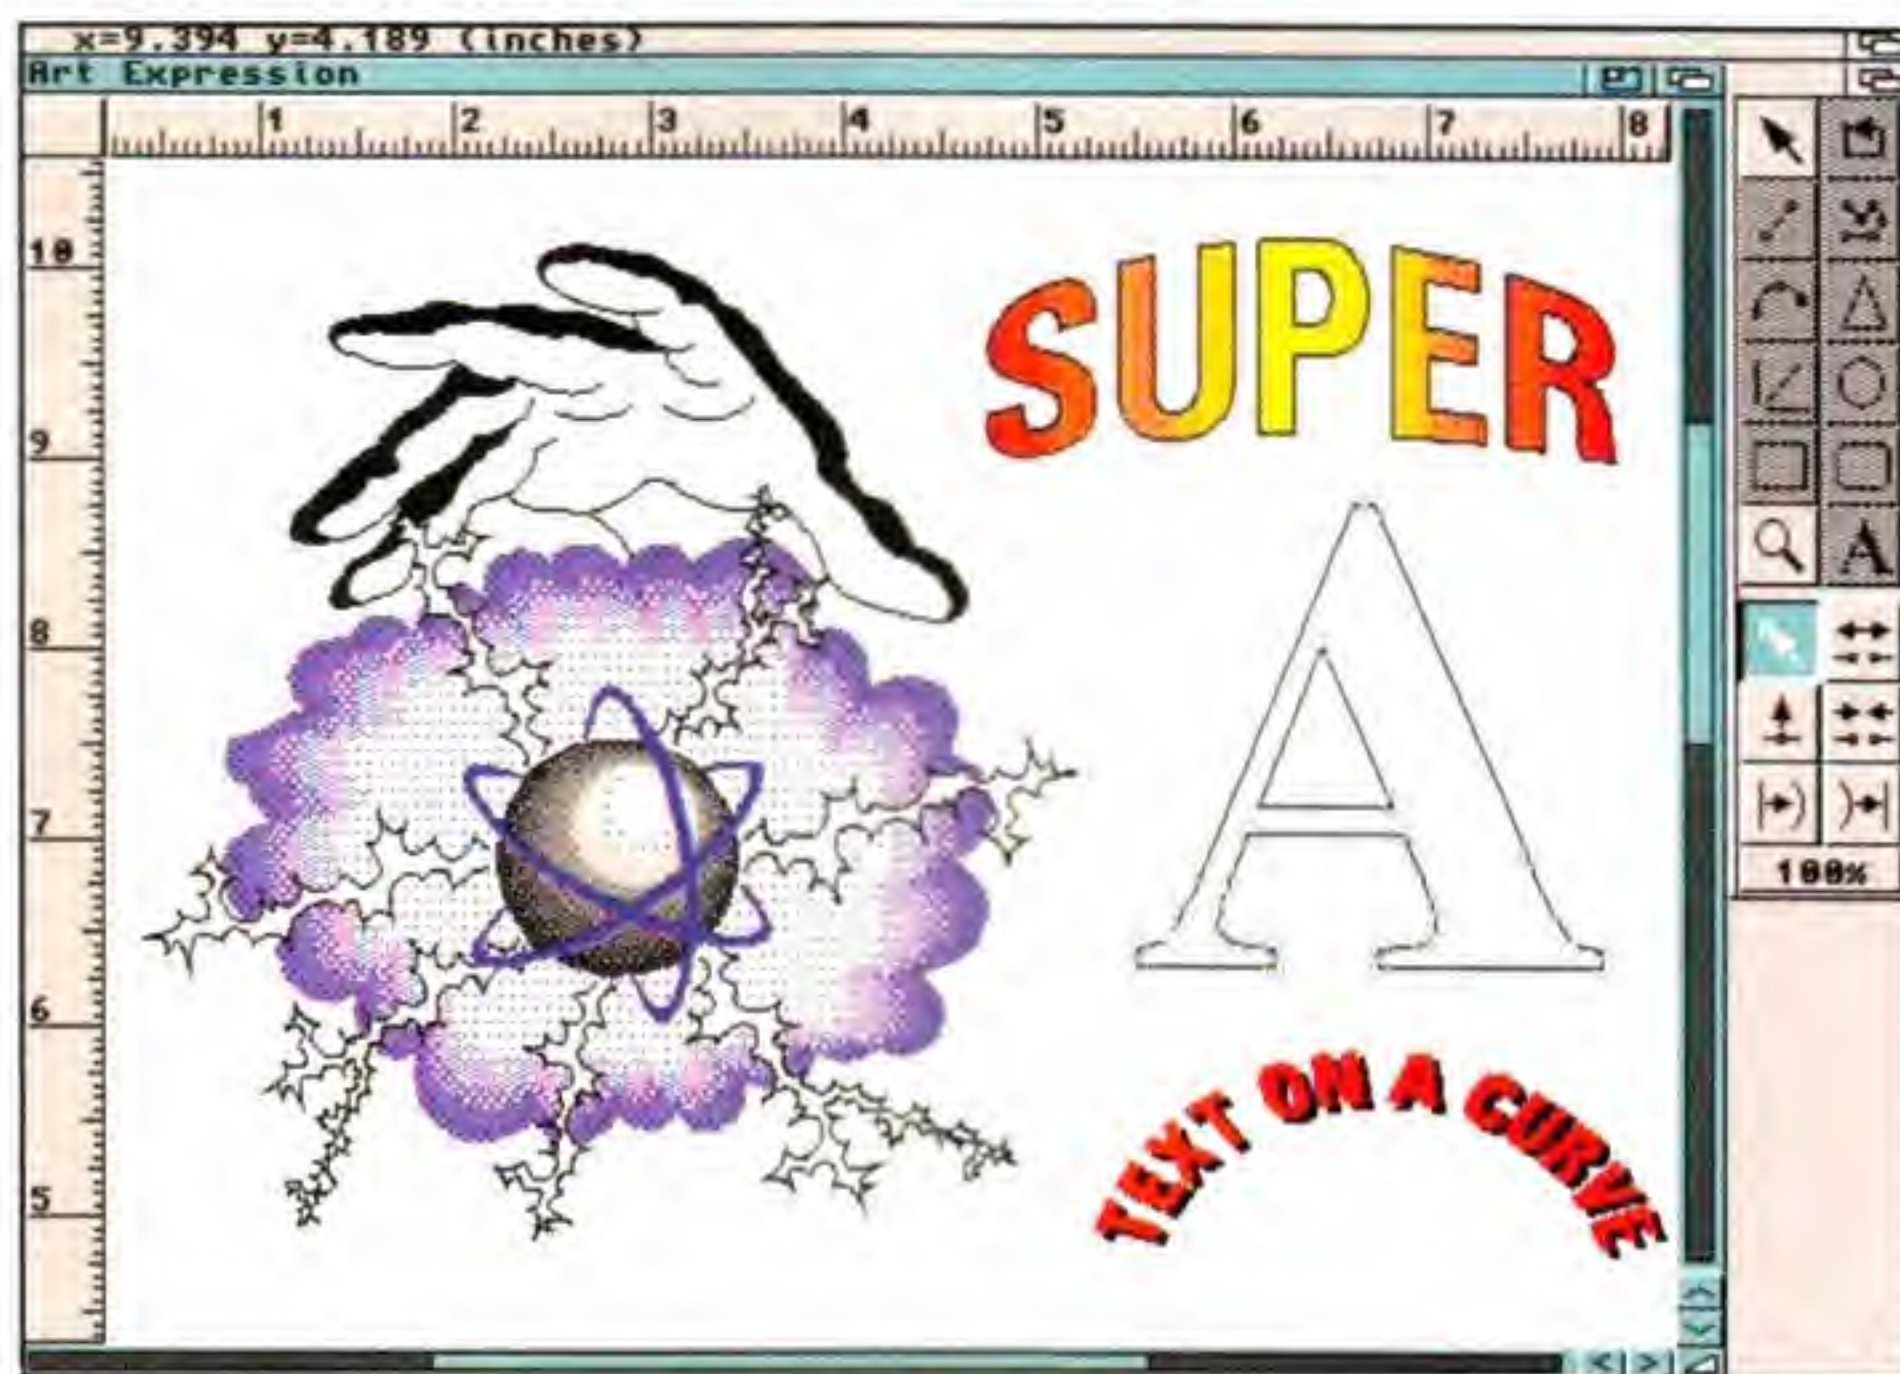 x=9.394 y=4.189 (inches)
Art Expression
1 2 3 4 5 6 7 8
10
9
8
7
6
5
SUPER
A
TEXT ON A CURVE
A
100%